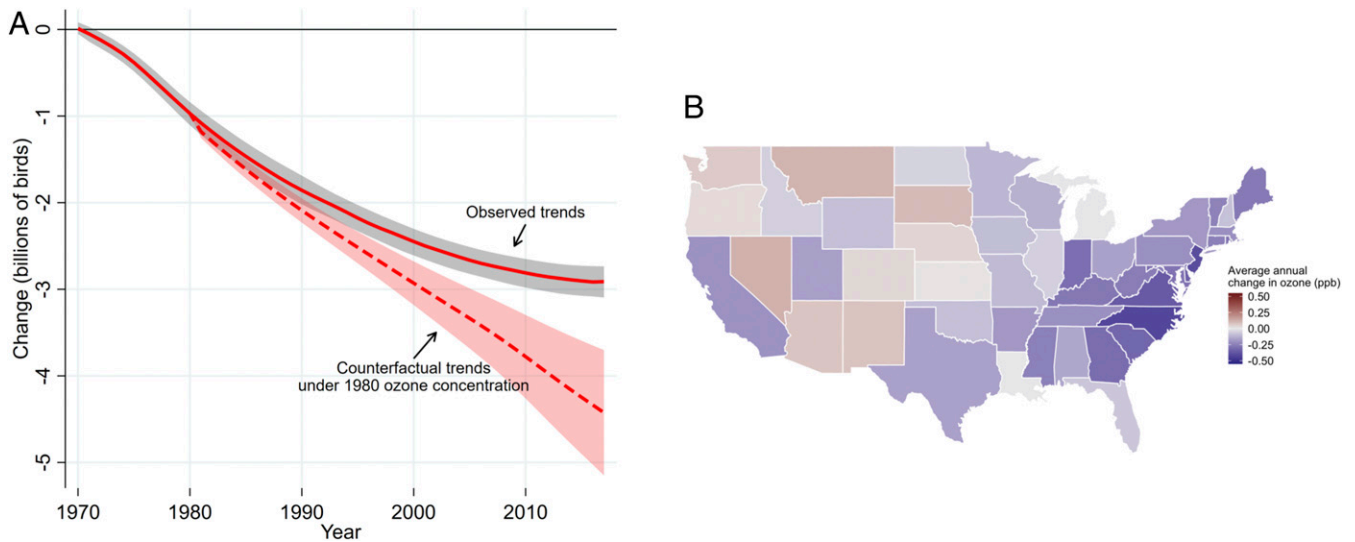 A
0
-1
-2
-3
-4
-5
Change (billions of birds)
Observed trends
Counterfactual trends
under 1980 ozone concentration
1970
1980
1990
2000
2010
Year
B
Average annual
change in ozone (ppb)
0.50
0.25
0.00
-0.25
-0.50